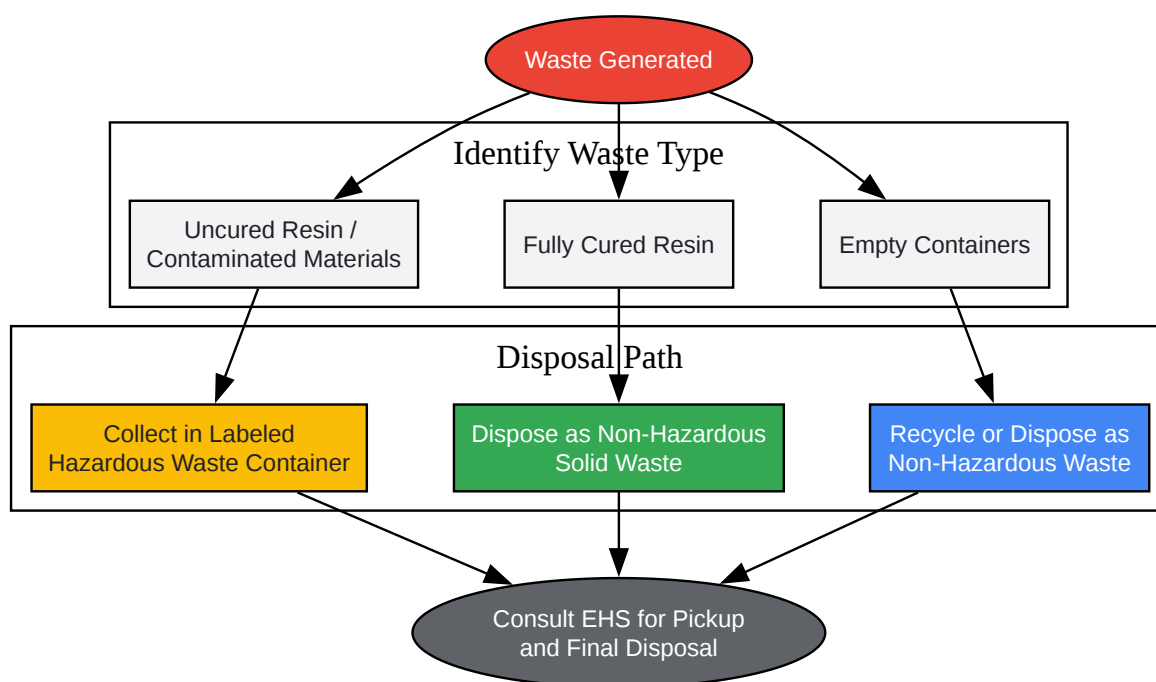 Waste Generated
Identify Waste Type
Uncured Resin /
Contaminated Materials
Fully Cured Resin
Empty Containers
Disposal Path
Collect in Labeled
Hazardous Waste Container
Dispose as Non-Hazardous
Solid Waste
Recycle or Dispose as
Non-Hazardous Waste
Consult EHS for Pickup
and Final Disposal